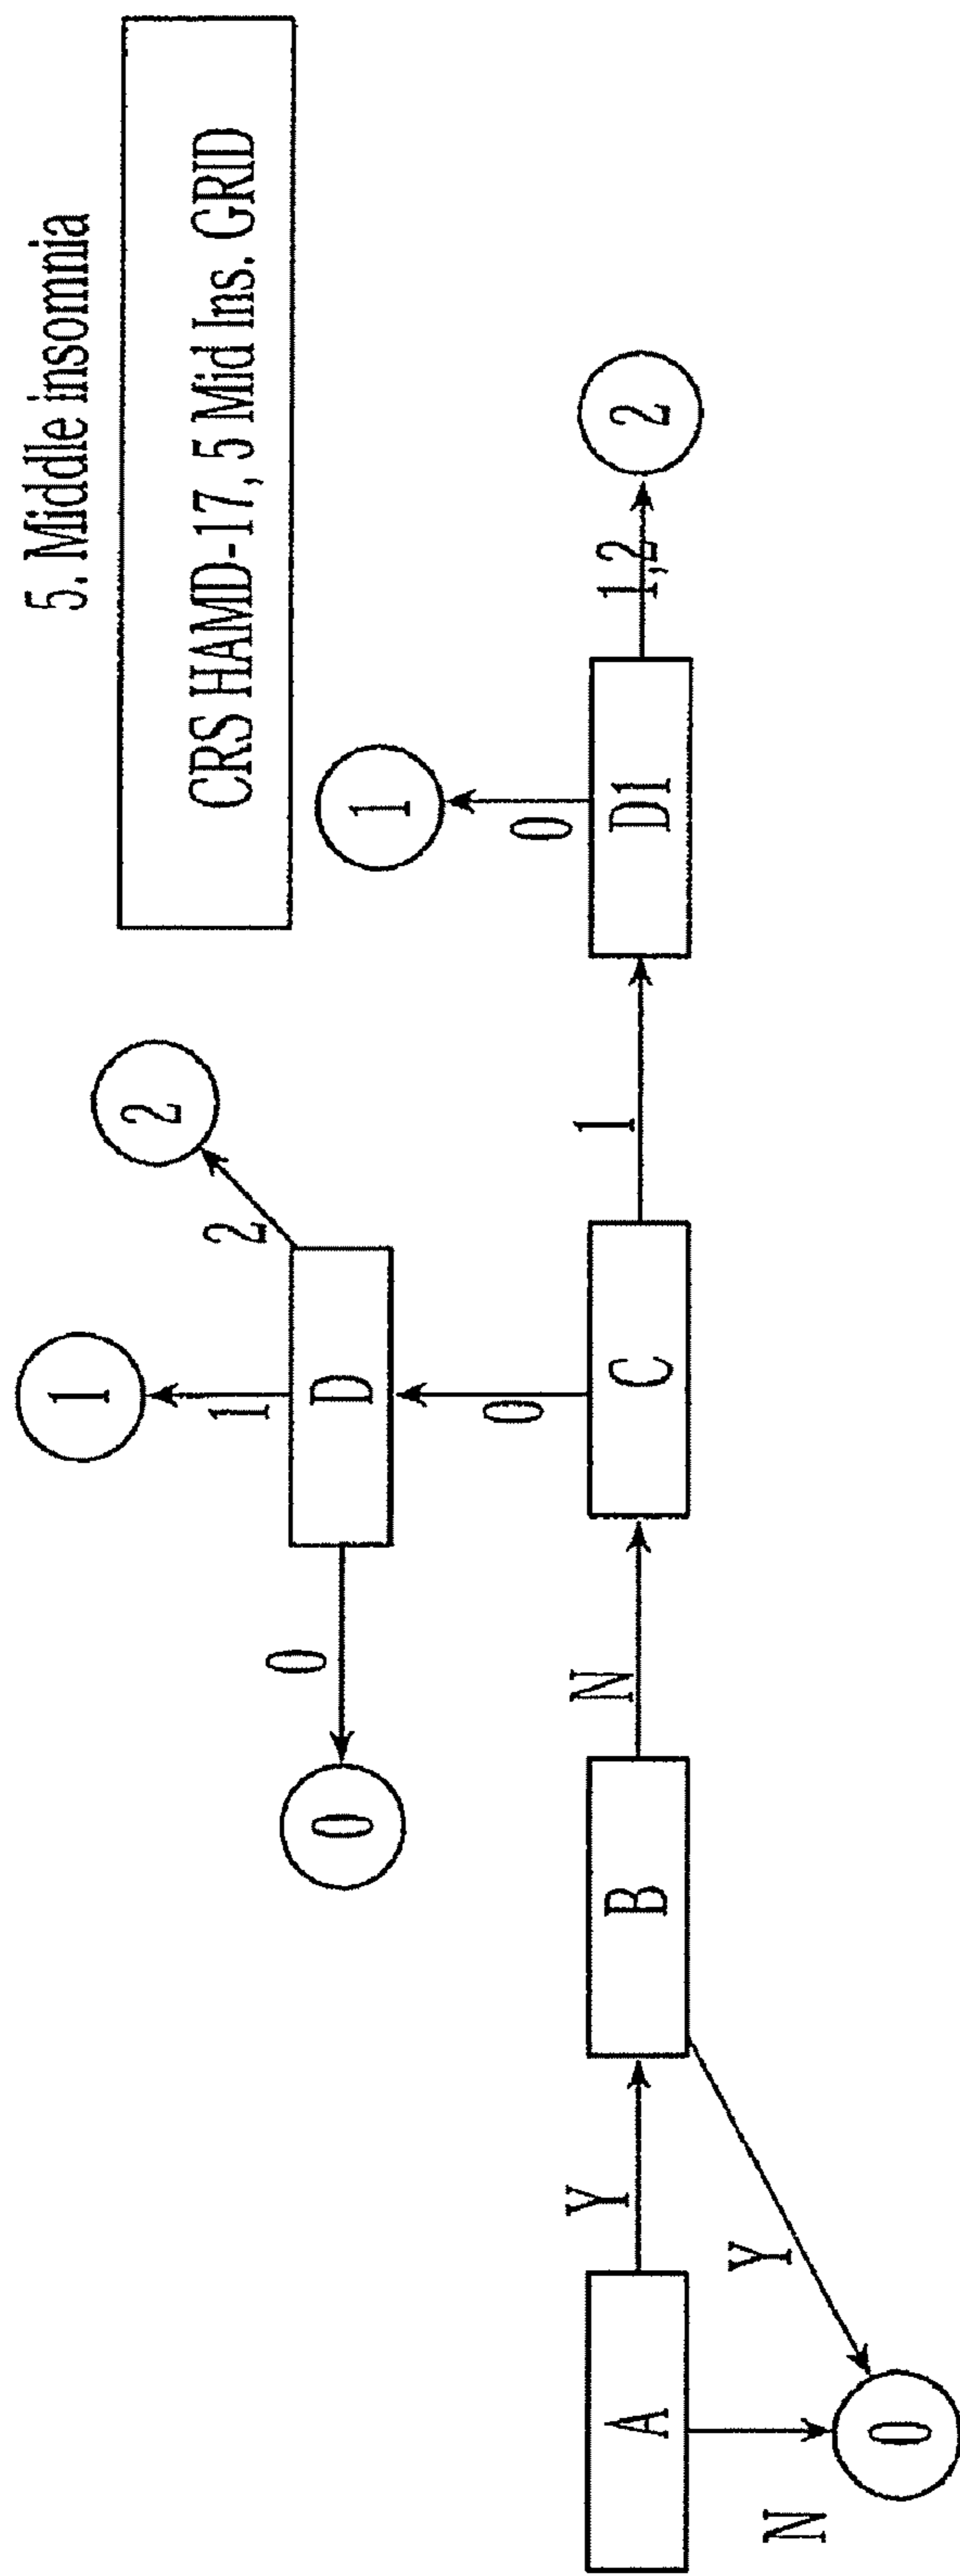 5. Middle insomnia
CRS HAMD-17, 5 Mid Ins. GRID
2
1
2
1
D
0
0
0
1
0
A
Y
B
N
C
1
D1
1,2
2
Y
N
0